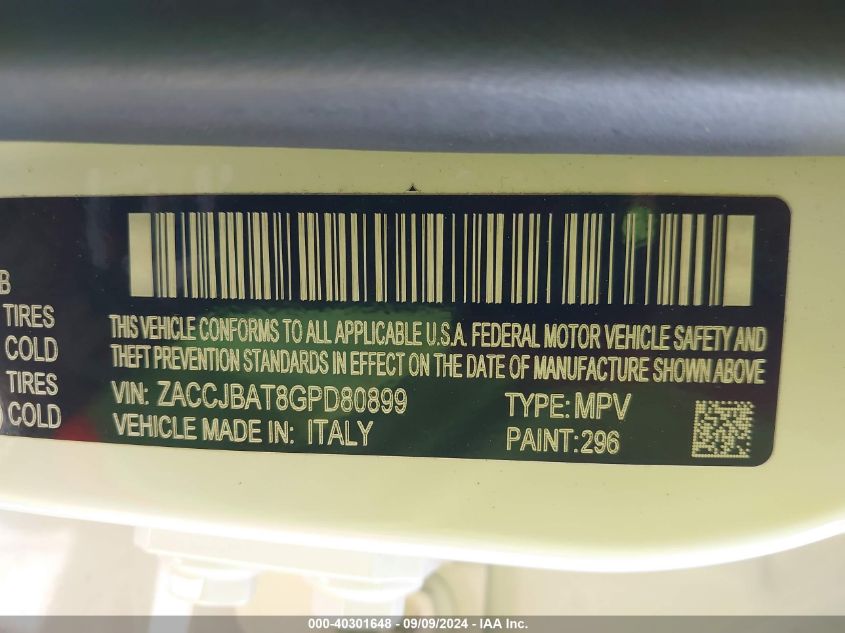 B
TIRES
COLD
TIRES
COLD
THIS VEHICLE CONFORMS TO ALL APPLICABLE U.S.A. FEDERAL MOTOR VEHICLE SAFETY AND
THEFT PREVENTION STANDARDS IN EFFECT ON THE DATE OF MANUFACTURE SHOWN ABOVE
VIN: ZACCJBAT8GPD80899 TYPE: MPV
VEHICLE MADE IN: ITALY PAINT: 296
000-40301648 - 09/09/2024 - IAA Inc.